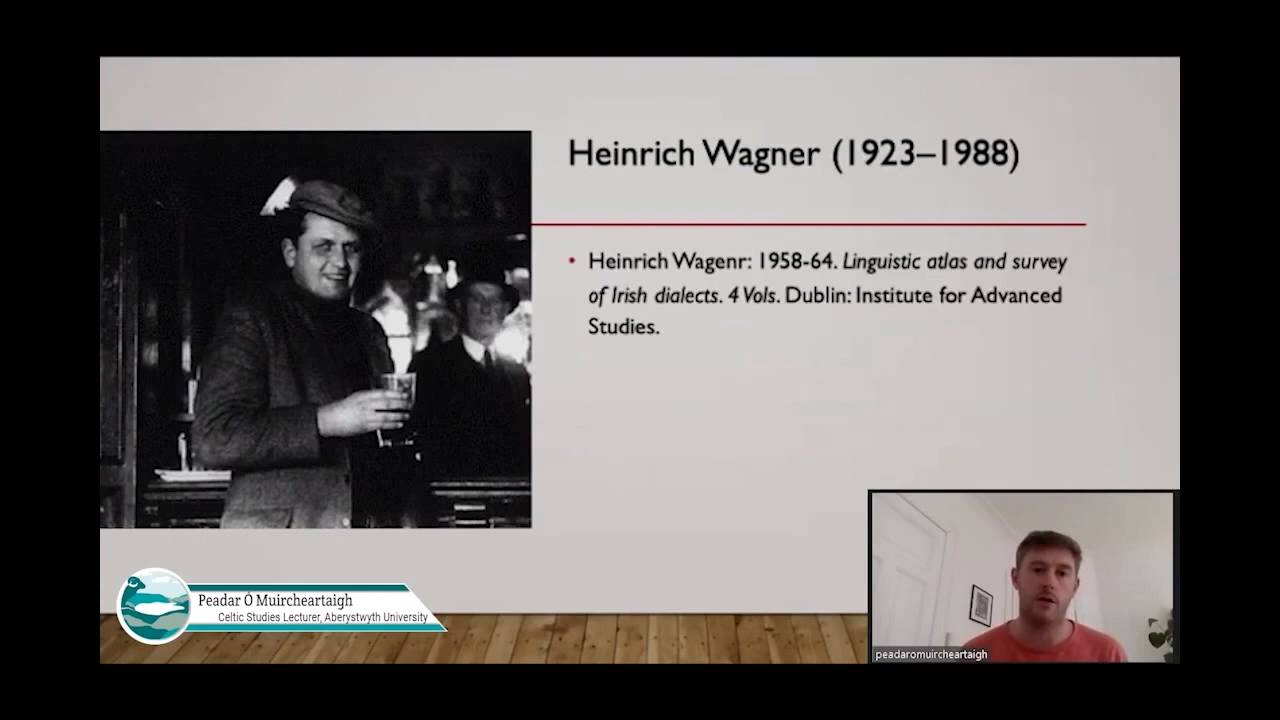 Heinrich Wagner (1923–1988)
• Heinrich Wagenr: 1958-64. Linguistic atlas and survey
of Irish dialects. 4 Vols. Dublin: Institute for Advanced
Studies.
Peadar Ó Muircheartaigh
Celtic Studies Lecturer, Aberystwyth University
peadaromuircheartaigh